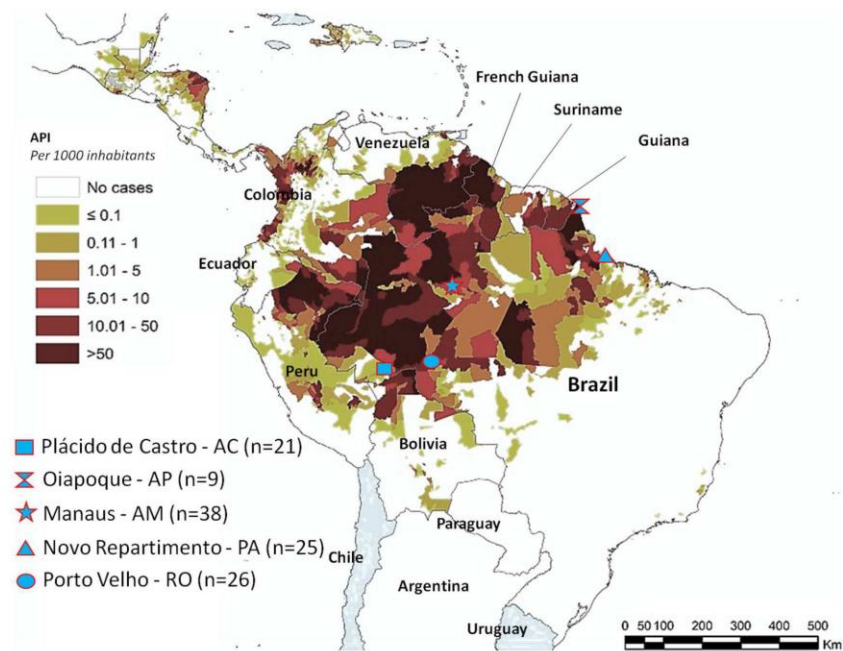 French Guiana
Suriname
Guiana
API
Per 1000 inhabitants
No cases
≤ 0.1
0.11 - 1
1.01 - 5
5.01 - 10
10.01 - 50
>50
Venezuela
Colombia
Ecuador
Peru
Brazil
Bolivia
Paraguay
Chile
Argentina
Uruguay
Plácido de Castro - AC (n=21)
Oiapoque - AP (n=9)
Manaus - AM (n=38)
Novo Repartimento - PA (n=25)
Porto Velho - RO (n=26)
0 50 100 200 300 400 500
Km